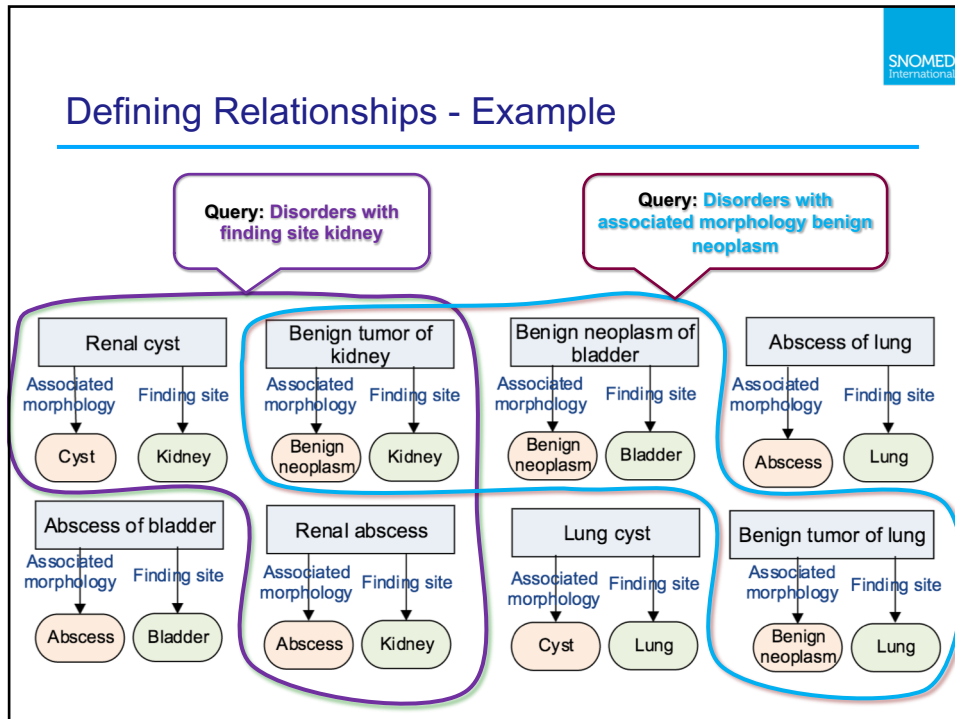 SNOMED
International
Defining Relationships - Example
Query: Disorders with
finding site kidney
Query: Disorders with
associated morphology benign
neoplasm
Renal cyst
Associated
morphology
Finding site
Cyst
Kidney
Benign tumor of
kidney
Associated
morphology
Finding site
Benign
neoplasm
Kidney
Benign neoplasm of
bladder
Associated
morphology
Finding site
Benign
neoplasm
Bladder
Abscess of lung
Associated
morphology
Finding site
Abscess
Lung
Abscess of bladder
Associated
morphology
Finding site
Abscess
Bladder
Renal abscess
Associated
morphology
Finding site
Abscess
Kidney
Lung cyst
Associated
morphology
Finding site
Cyst
Lung
Benign tumor of lung
Associated
morphology
Finding site
Benign
neoplasm
Lung